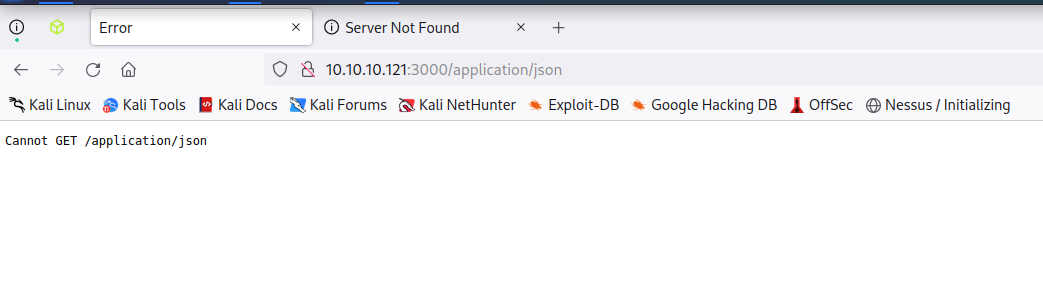 Error
Server Not Found
10.10.10.121:3000/application/json
Kali Linux Kali Tools Kali Docs Kali Forums Kali NetHunter Exploit-DB Google Hacking DB OffSec Nessus / Initializing
Cannot GET /application/json